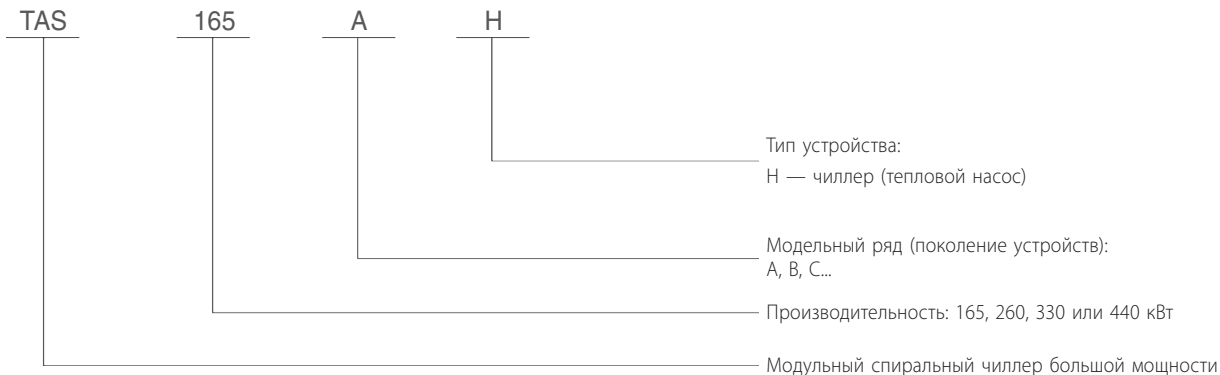 TAS 165 A H
Тип устройства:
H — чиллер (тепловой насос)
Модельный ряд (поколение устройств):
A, B, C...
Производительность: 165, 260, 330 или 440 кВт
Модульный спиральный чиллер большой мощности